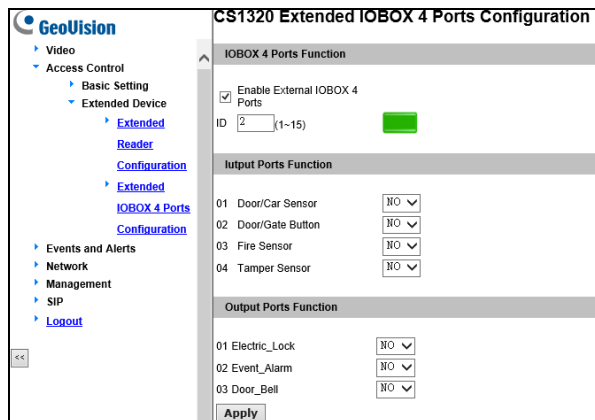 GeoVision
Video
Access Control
Basic Setting
Extended Device
Extended
Reader
Configuration
Extended
IOBOX 4 Ports
Configuration
Events and Alerts
Network
Management
SIP
Logout
<<
CS1320 Extended IOBOX 4 Ports Configuration
IOBOX 4 Ports Function
Enable External IOBOX 4
Ports
ID 2 (1~15)
Iutput Ports Function
01 Door/Car Sensor NO
02 Door/Gate Button NO
03 Fire Sensor NO
04 Tamper Sensor NO
Output Ports Function
01 Electric_Lock NO
02 Event_Alarm NO
03 Door_Bell NO
Apply